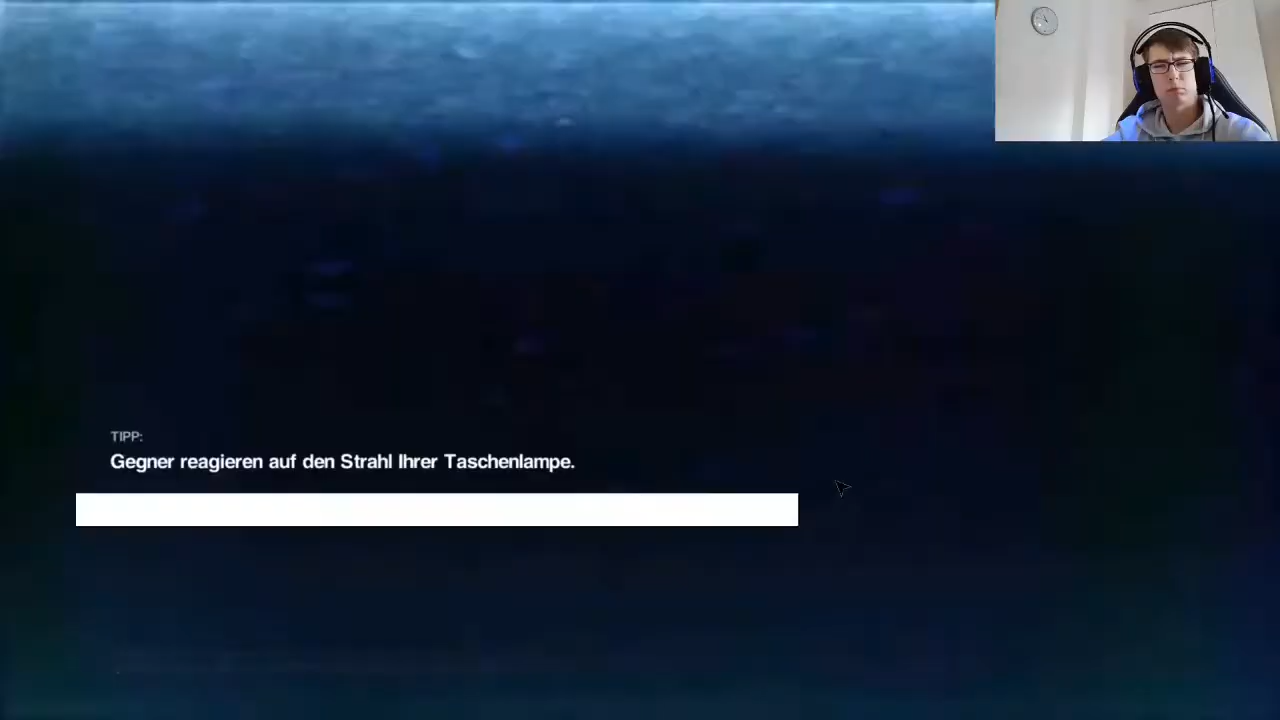 TIPP:
Gegner reagieren auf den Strahl Ihrer Taschenlampe.